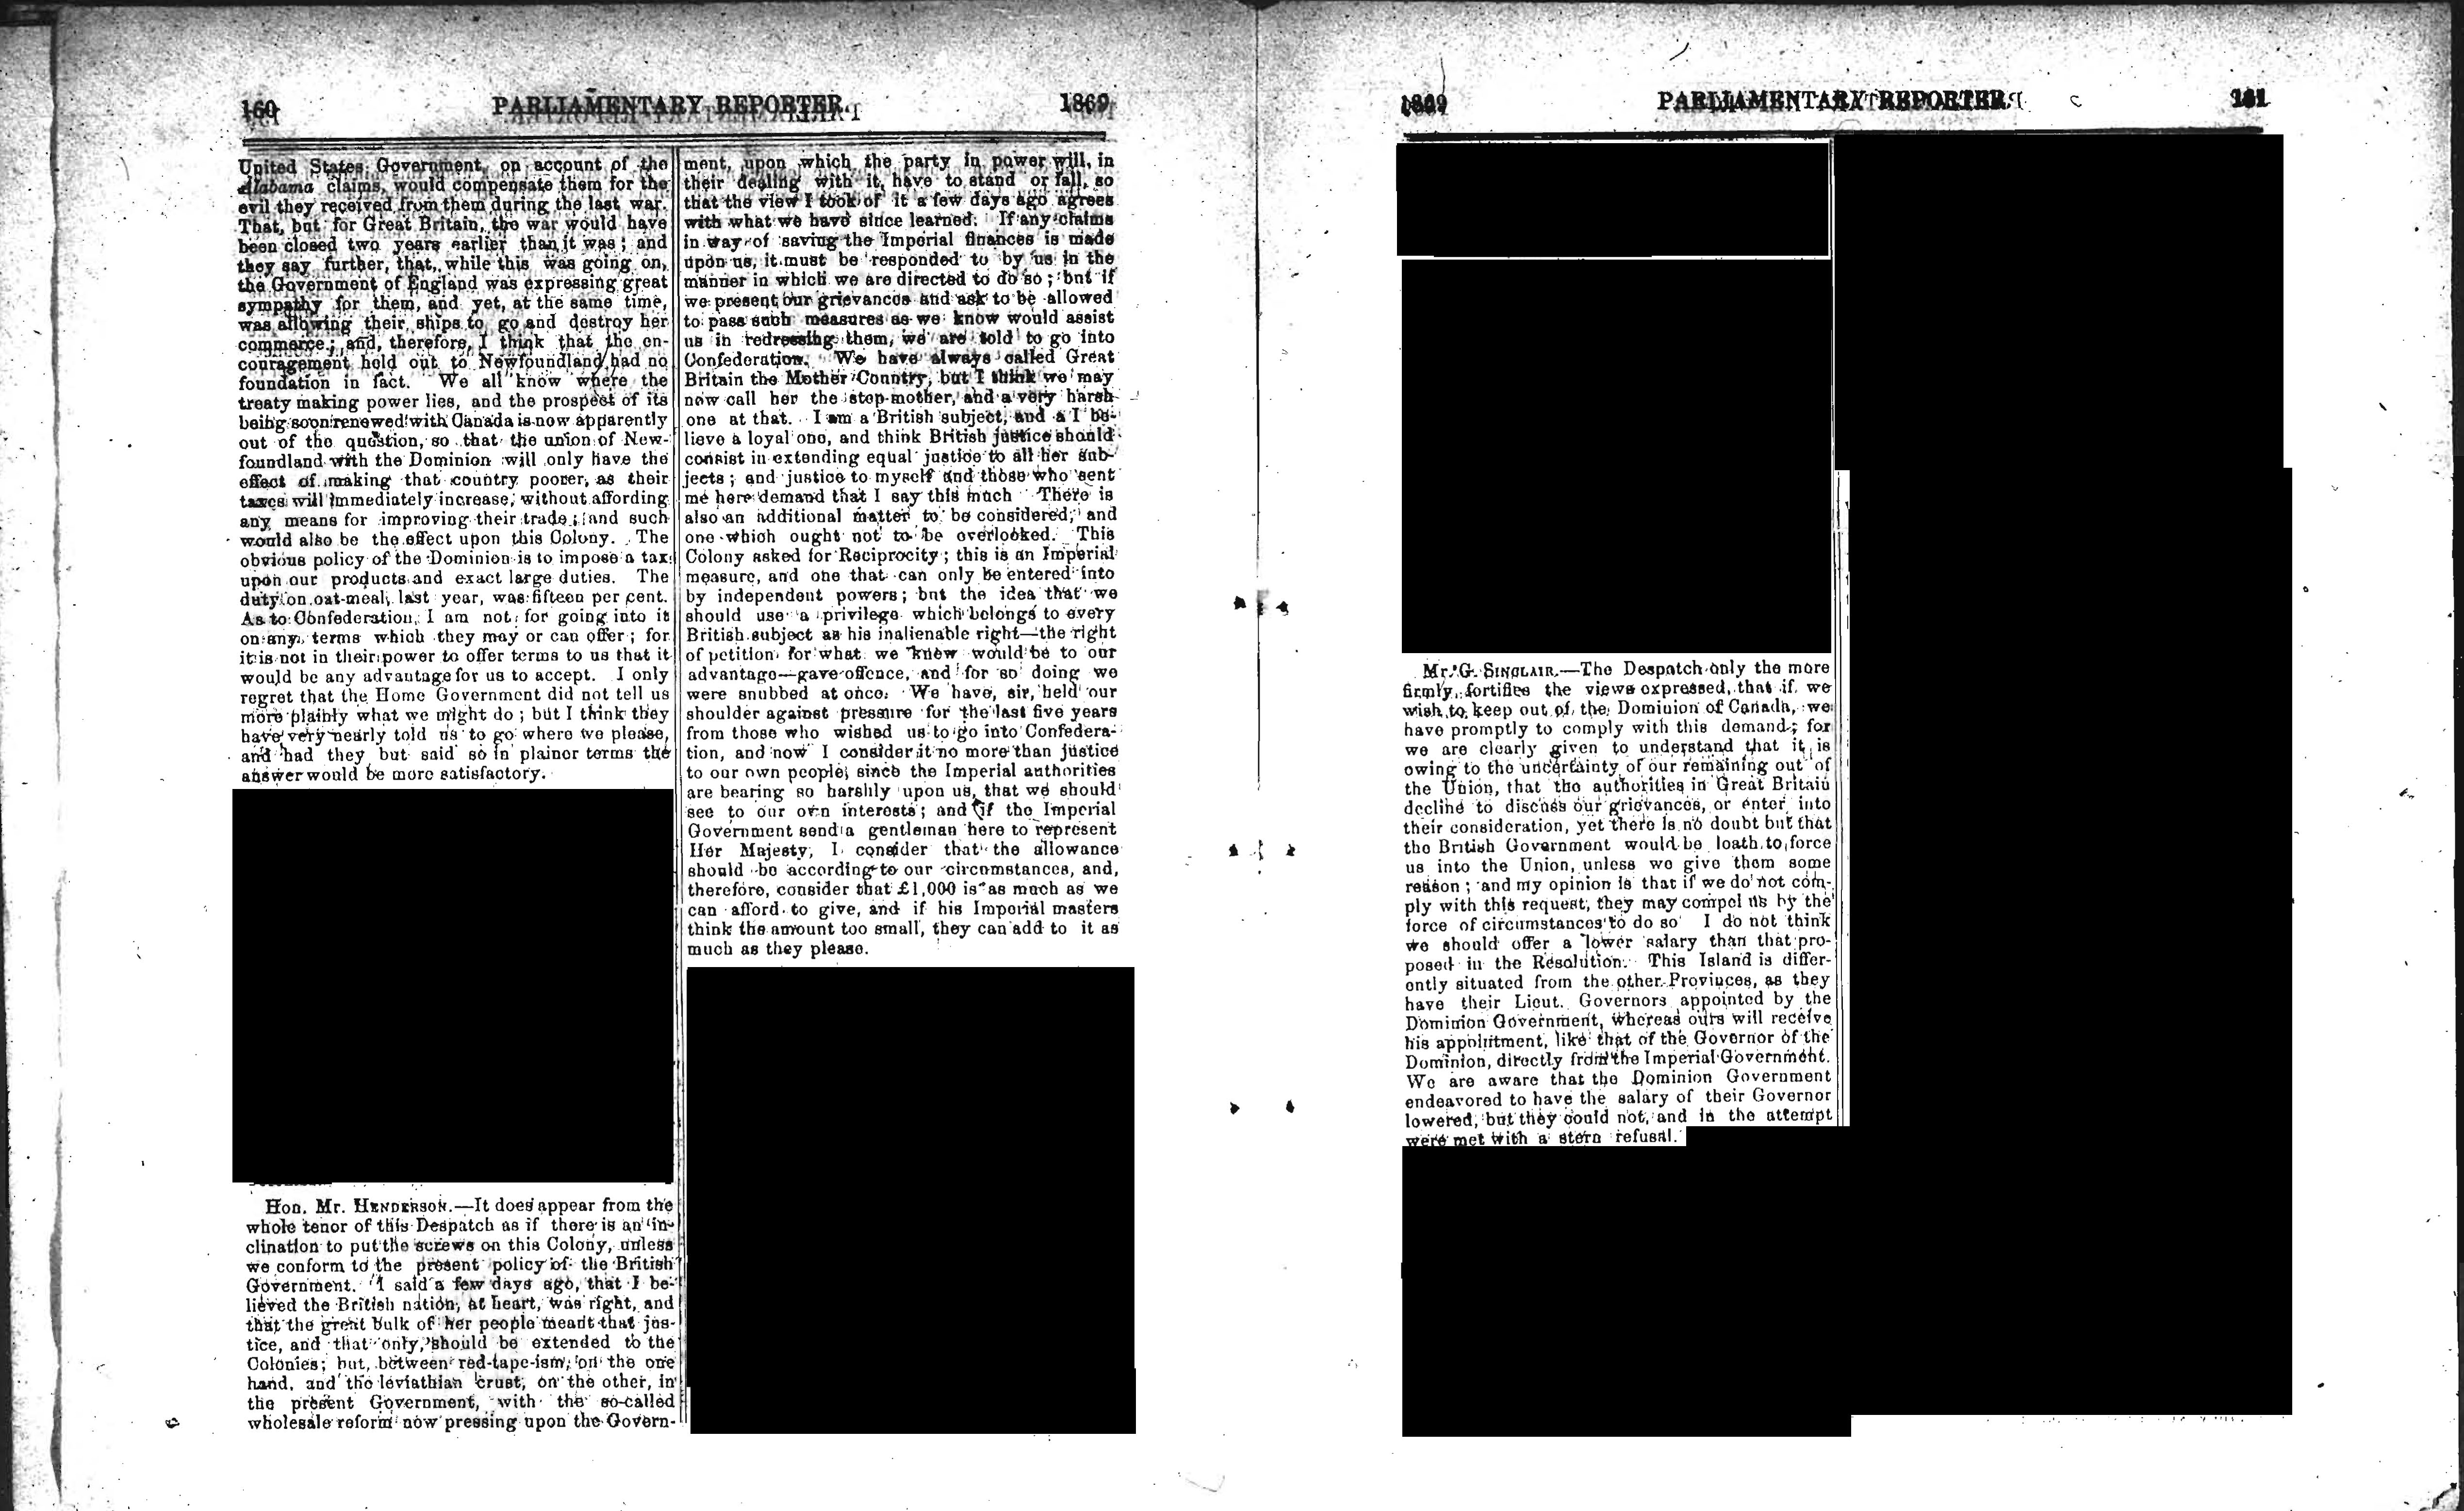 160 PARLIAMENTARY REPORTER. 1869
United States Government, on account of the
Alabama claims, would compensate them for the
evil they received from them during the last war.
That, but for Great Britain, the war would have
been closed two years earlier than it was; and
they say further, that, while this was going on,
the Government of England was expressing great
sympathy for them, and yet, at the same time,
was allowing their ships to go and destroy her
commerce; and, therefore, I think that the en-
couragement held out to Newfoundland had no
foundation in fact. We all know where the
treaty making power lies, and the prospect of its
being soon renewed with Canada is now apparently
out of the question, so that the union of New-
foundland with the Dominion will only have the
effect of making that country poorer, as their
taxes will immediately increase, without affording
any means for improving their trade; and such
would also be the effect upon this Colony. The
obvious policy of the Dominion is to impose a tax
upon our products and exact large duties. The
duty on oat-meal, last year, was fifteen per cent.
As to Confederation, I am not for going into it
on any terms which they may or can offer; for
it is not in their power to offer terms to us that it
would be any advantage for us to accept. I only
regret that the Home Government did not tell us
more plainly what we might do; but I think they
have very nearly told us to go where we please,
and had they but said so in plainer terms the
answer would be more satisfactory.
Hon. Mr. HENDERSON.—It does appear from the
whole tenor of this Despatch as if there is an in-
clination to put the screws on this Colony, unless
we conform to the present policy of the British
Government. I said a few days ago, that I be-
lieved the British nation, at heart, was right, and
that the great bulk of her people meant that jus-
tice, and that only, should be extended to the
Colonies; but, between red-tape-ism, on the one
hand, and the leviathian crust, on the other, in
the present Government, with the so-called
wholesale reform now pressing upon the Govern-
ment, upon which the party in power will, in
their dealing with it, have to stand or fall, so
that the view I took of it a few days ago agrees
with what we have since learned. If any claims
in way of saving the Imperial finances is made
upon us, it must be responded to by us in the
manner in which we are directed to do so; but if
we present our grievances and ask to be allowed
to pass such measures as we know would assist
us in redressing them, we are told to go into
Confederation. We have always called Great
Britain the Mother Country, but I think we may
now call her the step-mother, and a very harsh
one at that. I am a British subject, and a I be-
lieve a loyal one, and think British justice should
consist in extending equal justice to all her sub-
jects; and justice to myself and those who sent
me here demand that I say this much There is
also an additional matter to be considered, and
one which ought not to be overlooked. This
Colony asked for Reciprocity; this is an Imperial
measure, and one that can only be entered into
by independent powers; but the idea that we
should use a privilege which belongs to every
British subject as his inalienable right—the right
of petition for what we knew would be to our
advantage—gave offence, and for so doing we
were snubbed at once. We have, sir, held our
shoulder against pressure for the last five years
from those who wished us to go into Confedera-
tion, and now I consider it no more than justice
to our own people, since the Imperial authorities
are bearing so harshly upon us, that we should
see to our own interests; and if the Imperial
Government send a gentleman here to represent
Her Majesty, I consider that the allowance
should be according to our circumstances, and,
therefore, consider that £1,000 is as much as we
can afford to give, and if his Imperial masters
think the amount too small, they can add to it as
much as they please.
1869 PARLIAMENTARY REPORTER. 161
Mr. G. SINCLAIR.—The Despatch only the more
firmly fortifies the views expressed, that if we
wish to keep out of the Dominion of Canada, we
have promptly to comply with this demand; for
we are clearly given to understand that it is
owing to the uncertainty of our remaining out of
the Union, that the authorities in Great Britain
decline to discuss our grievances, or enter into
their consideration, yet there is no doubt but that
the British Government would be loath to force
us into the Union, unless we give them some
reason; and my opinion is that if we do not com-
ply with this request, they may compel us by the
force of circumstances to do so I do not think
we should offer a lower salary than that pro-
posed in the Resolution. This Island is differ-
ently situated from the other Provinces, as they
have their Lieut. Governors appointed by the
Dominion Government, whereas ours will receive
his appointment, like that of the Governor of the
Dominion, directly from the Imperial Government.
We are aware that the Dominion Government
endeavored to have the salary of their Governor
lowered, but they could not, and in the attempt
were met with a stern refusal.